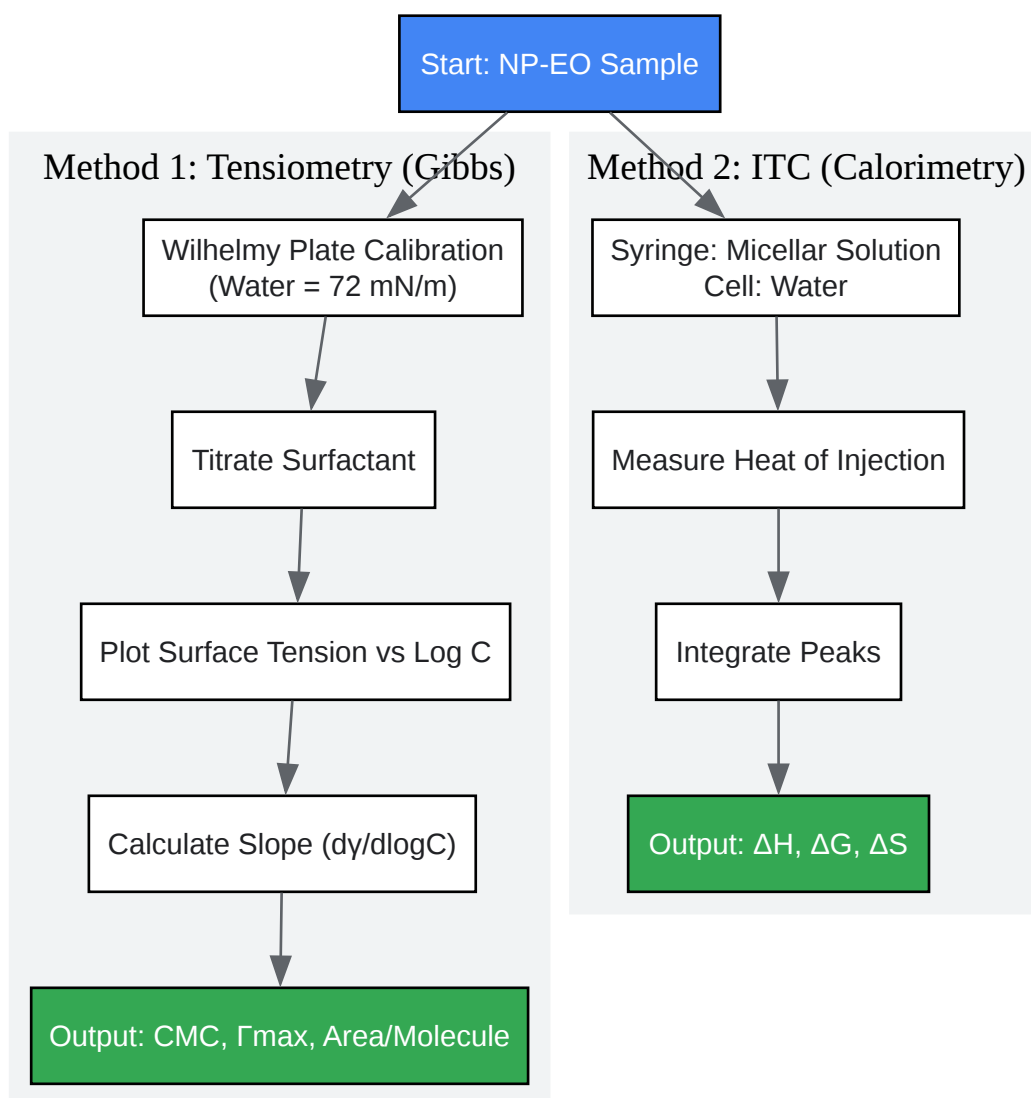 Start: NP-EO Sample
Method 1: Tensiometry (Gibbs)
Wilhelmy Plate Calibration
(Water = 72 mN/m)
Titrate Surfactant
Plot Surface Tension vs Log C
Calculate Slope (dγ/dlogC)
Output: CMC, Γmax, Area/Molecule
Method 2: ITC (Calorimetry)
Syringe: Micellar Solution
Cell: Water
Measure Heat of Injection
Integrate Peaks
Output: ΔH, ΔG, ΔS